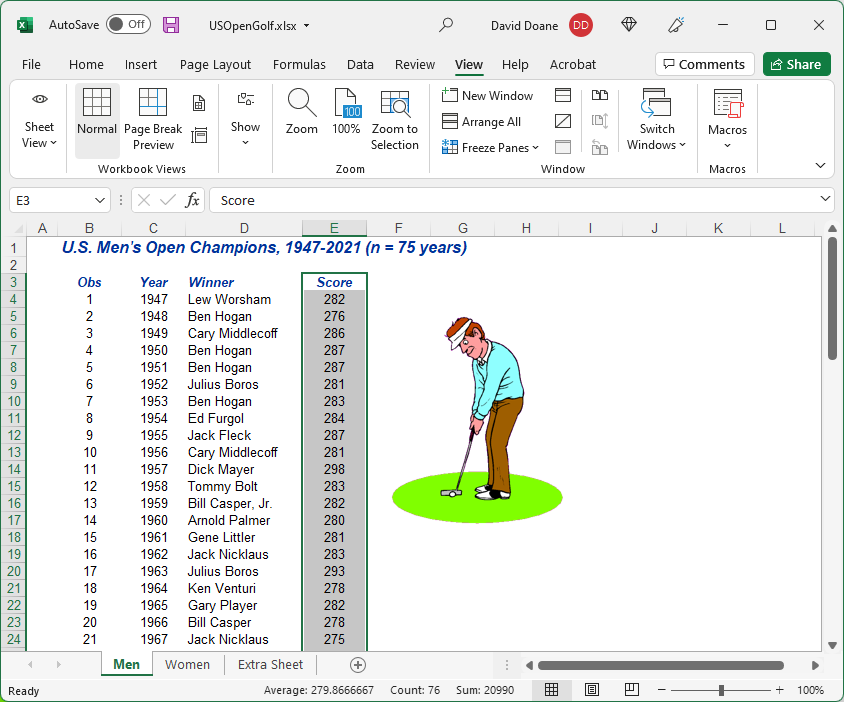 AutoSave Off USOpenGolf.xlsx David Doane DD
File Home Insert Page Layout Formulas Data Review View Help Acrobat Comments Share
Sheet View
Normal
Page Break Preview
Workbook Views
Show
Zoom
100
100%
Zoom to Selection
Zoom
New Window
Arrange All
Freeze Panes
Switch Windows
Window
Macros
Macros
E3 fx Score
A B C D E F G H I J K L
1 U.S. Men's Open Champions, 1947-2021 (n = 75 years)
2
3 Obs Year Winner Score
4 1 1947 Lew Worsham 282
5 2 1948 Ben Hogan 276
6 3 1949 Cary Middlecoff 286
7 4 1950 Ben Hogan 287
8 5 1951 Ben Hogan 287
9 6 1952 Julius Boros 281
10 7 1953 Ben Hogan 283
11 8 1954 Ed Furgol 284
12 9 1955 Jack Fleck 287
13 10 1956 Cary Middlecoff 281
14 11 1957 Dick Mayer 298
15 12 1958 Tommy Bolt 283
16 13 1959 Bill Casper, Jr. 282
17 14 1960 Arnold Palmer 280
18 15 1961 Gene Littler 281
19 16 1962 Jack Nicklaus 283
20 17 1963 Julius Boros 293
21 18 1964 Ken Venturi 278
22 19 1965 Gary Player 282
23 20 1966 Bill Casper 278
24 21 1967 Jack Nicklaus 275
Men Women Extra Sheet
Ready Average: 279.8666667 Count: 76 Sum: 20990 100%